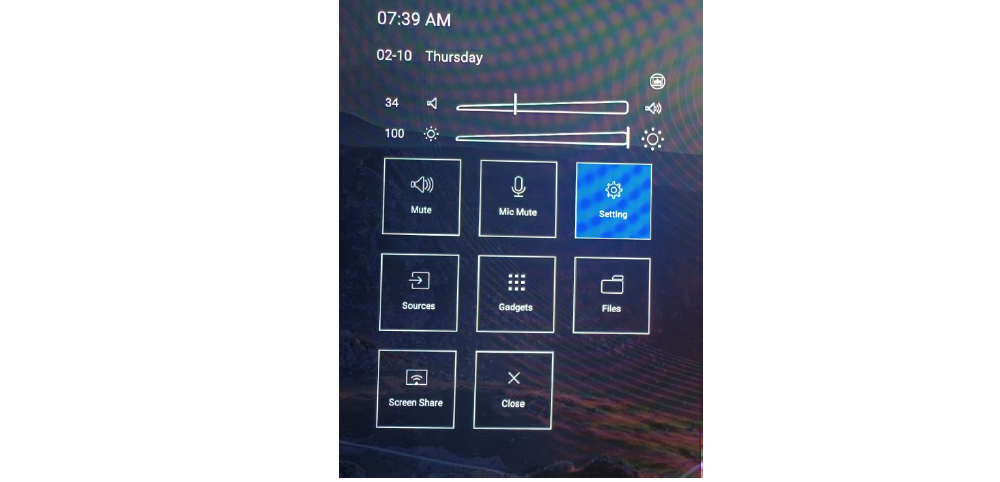 07:39 AM
02-10 Thursday
34
100
Mute Mic Mute Setting
Sources Gadgets Files
Screen Share Close